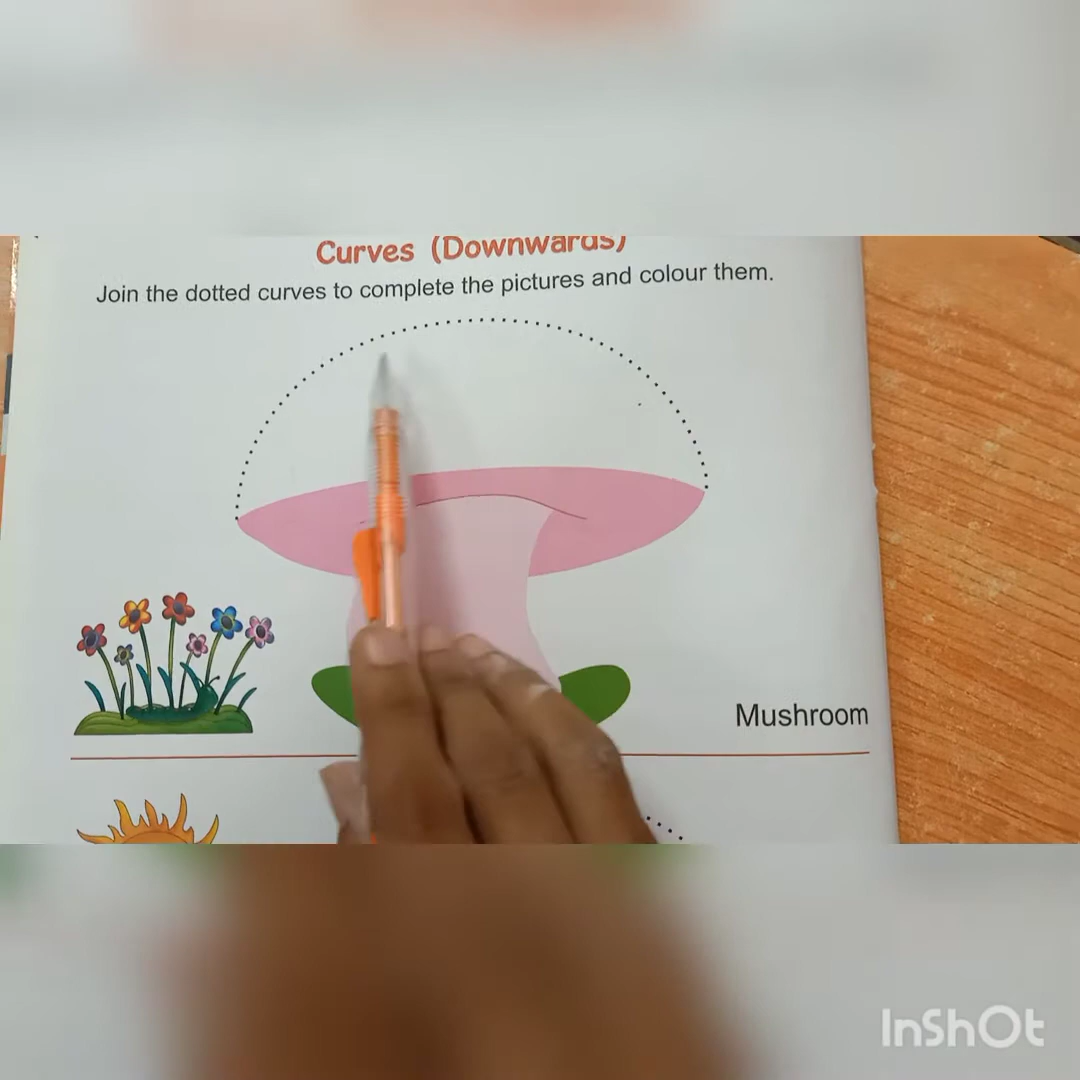 Curves (Downwards)
Join the dotted curves to complete the pictures and colour them.
Mushroom
InShOt